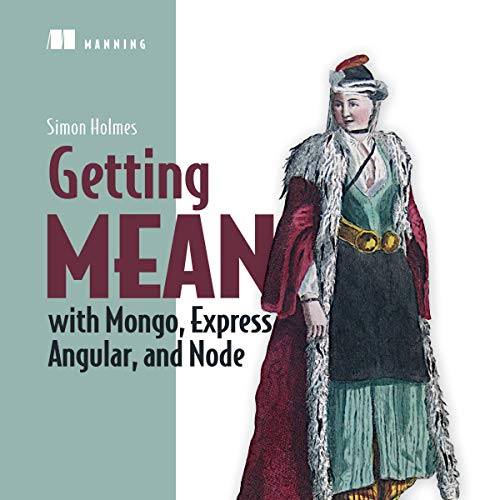 MANNING
Simon Holmes
Getting
MEAN
with Mongo, Express
Angular, and Node